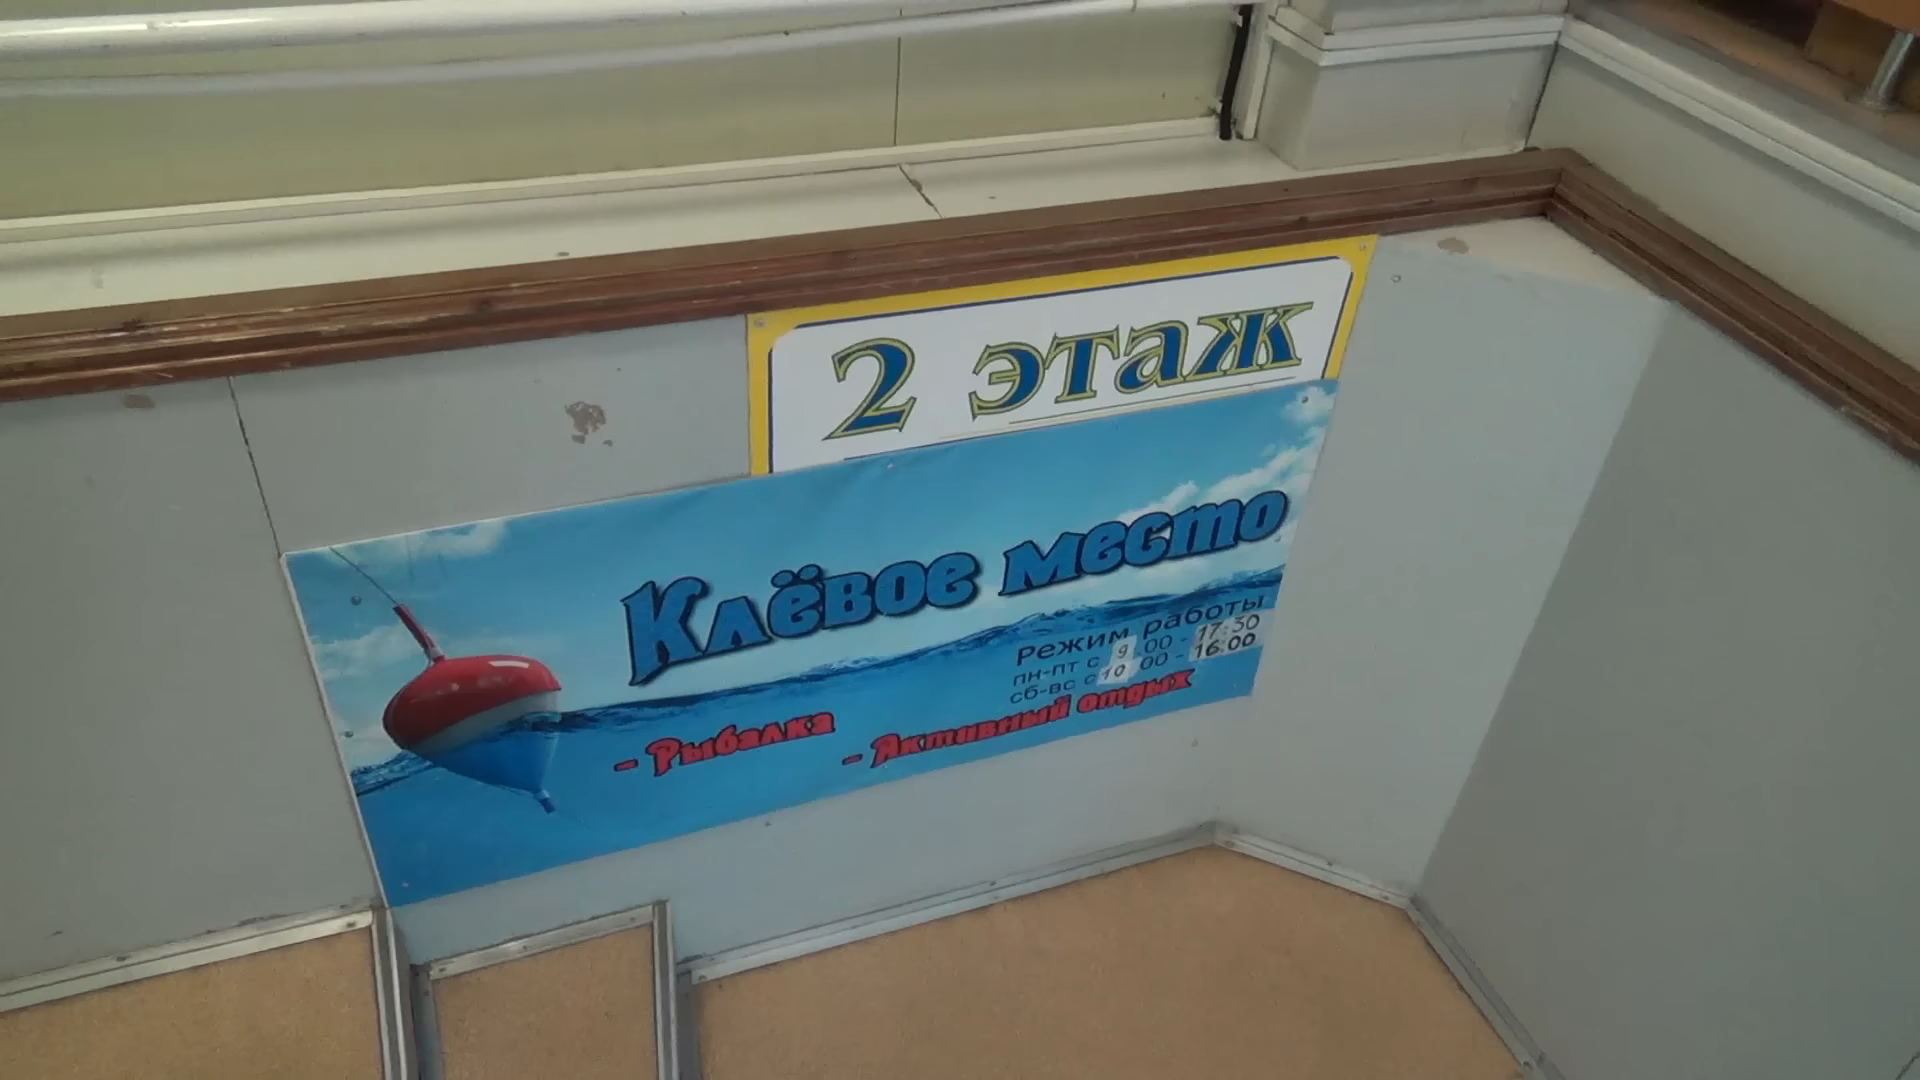 2 этаж
Клёвое место
Режим работы
пн-пт с 9.00 - 17:30
сб-вс с 10 00 - 16.00
- Рыбалка
- Активный отдых